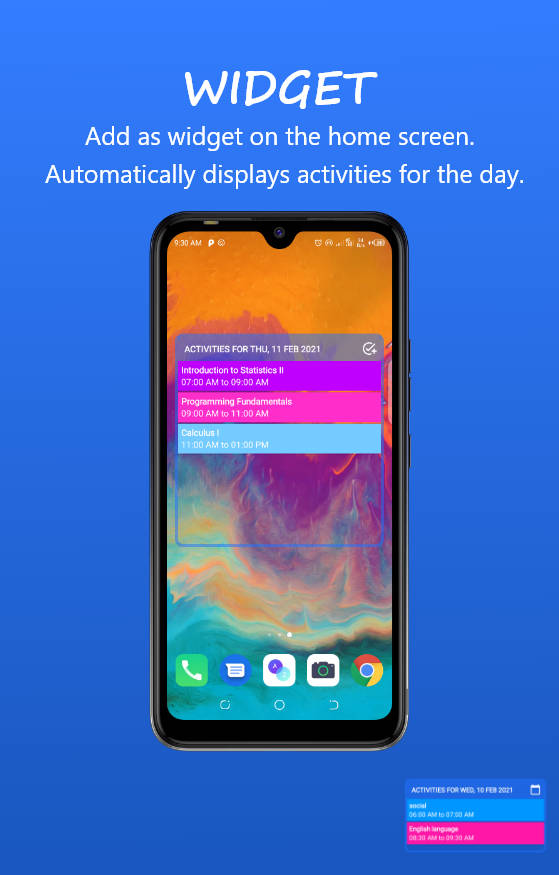 WIDGET
Add as widget on the home screen.
Automatically displays activities for the day.
9:30 AM
ACTIVITIES FOR THU, 11 FEB 2021
Introduction to Statistics II
07:00 AM to 09:00 AM
Programming Fundamentals
09:00 AM to 11:00 AM
Calculus I
11:00 AM to 01:00 PM
ACTIVITIES FOR WED, 10 FEB 2021
social
06:00 AM to 07:00 AM
English language
08:30 AM to 09:30 AM